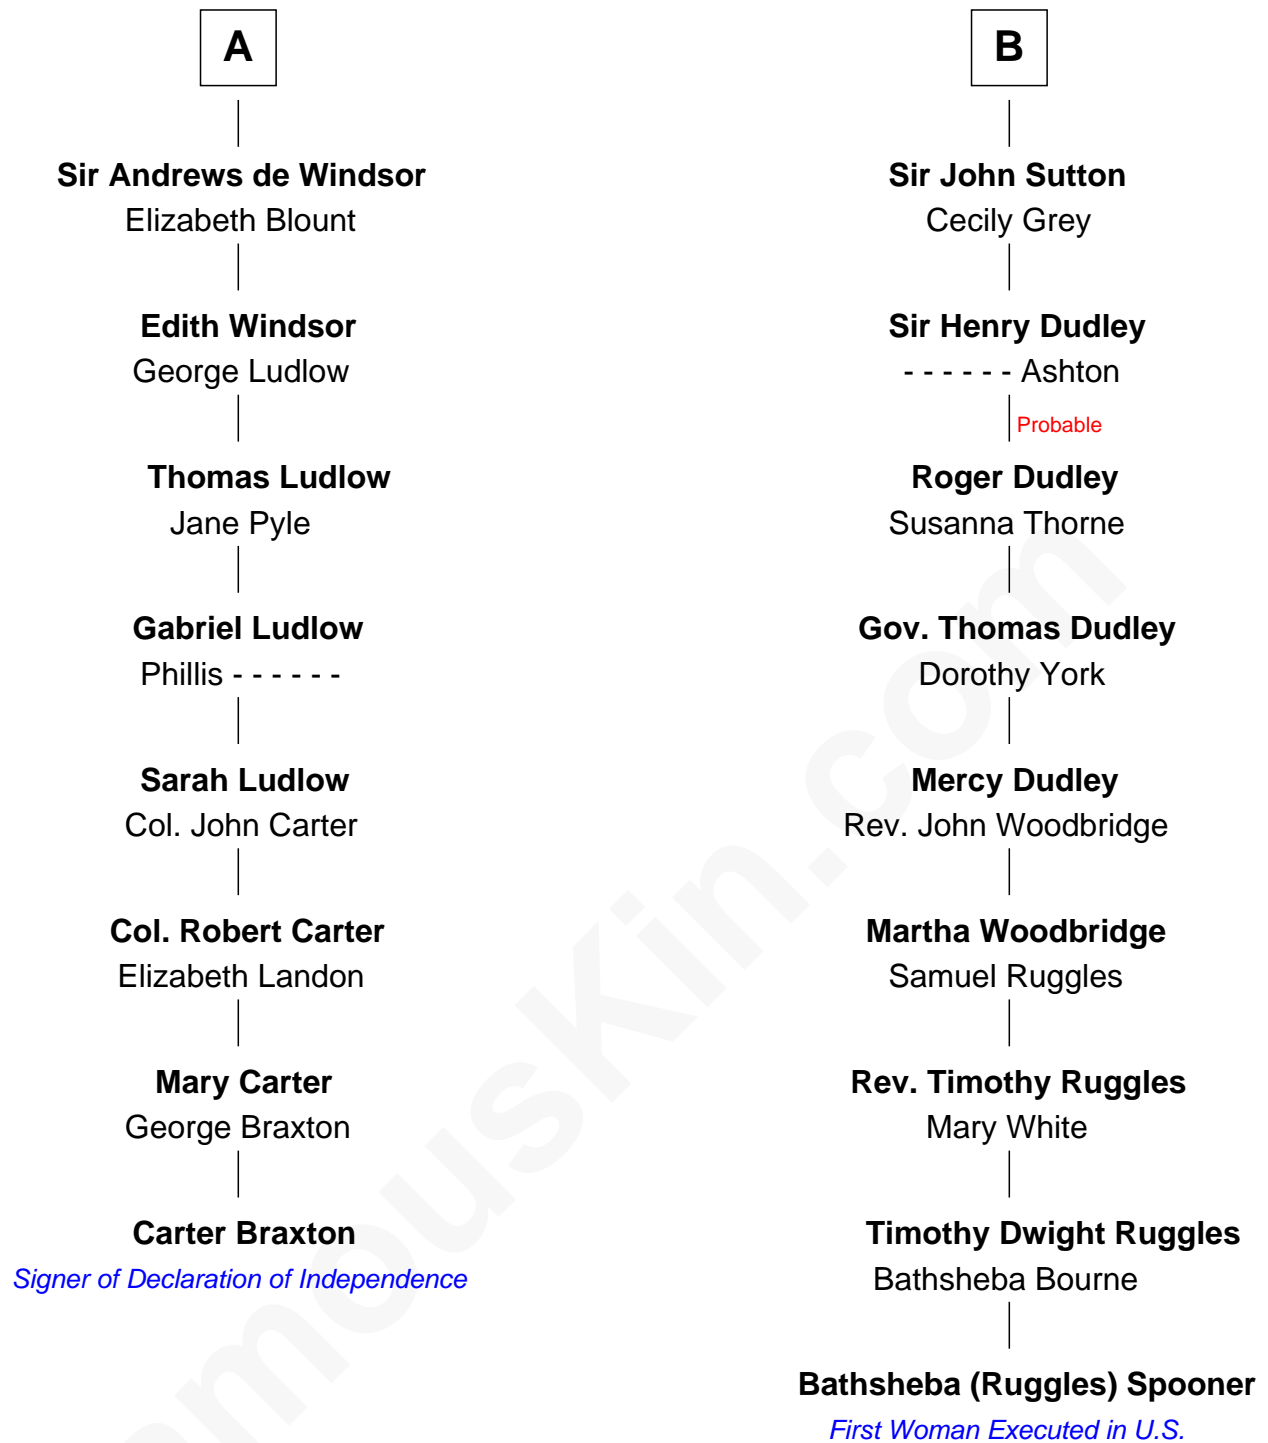 A
Sir Andrews de Windsor
Elizabeth Blount
Edith Windsor
George Ludlow
Thomas Ludlow
Jane Pyle
Gabriel Ludlow
Phillis - - - - - -
Sarah Ludlow
Col. John Carter
Col. Robert Carter
Elizabeth Landon
Mary Carter
George Braxton
Carter Braxton
Signer of Declaration of Independence
B
Sir John Sutton
Cecily Grey
Sir Henry Dudley
- - - - - - Ashton
Probable
Roger Dudley
Susanna Thorne
Gov. Thomas Dudley
Dorothy York
Mercy Dudley
Rev. John Woodbridge
Martha Woodbridge
Samuel Ruggles
Rev. Timothy Ruggles
Mary White
Timothy Dwight Ruggles
Bathsheba Bourne
Bathsheba (Ruggles) Spooner
First Woman Executed in U.S.
amousKin.com